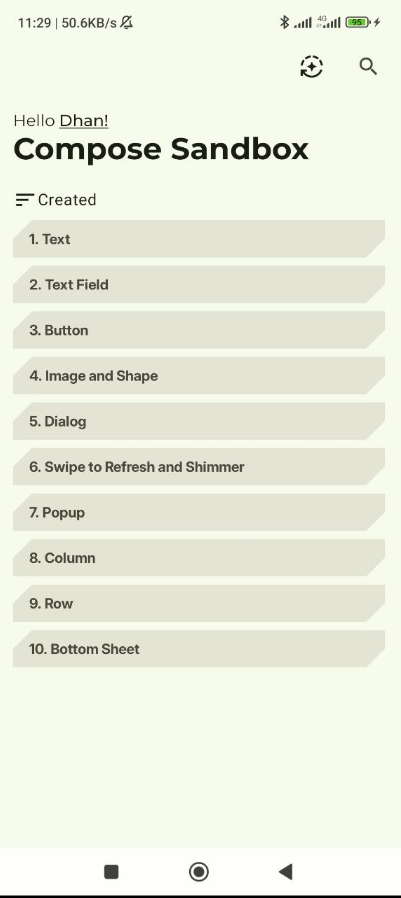 11:29 | 50.6KB/s
4G
95
Hello Dhan!
Compose Sandbox
Created
1. Text
2. Text Field
3. Button
4. Image and Shape
5. Dialog
6. Swipe to Refresh and Shimmer
7. Popup
8. Column
9. Row
10. Bottom Sheet